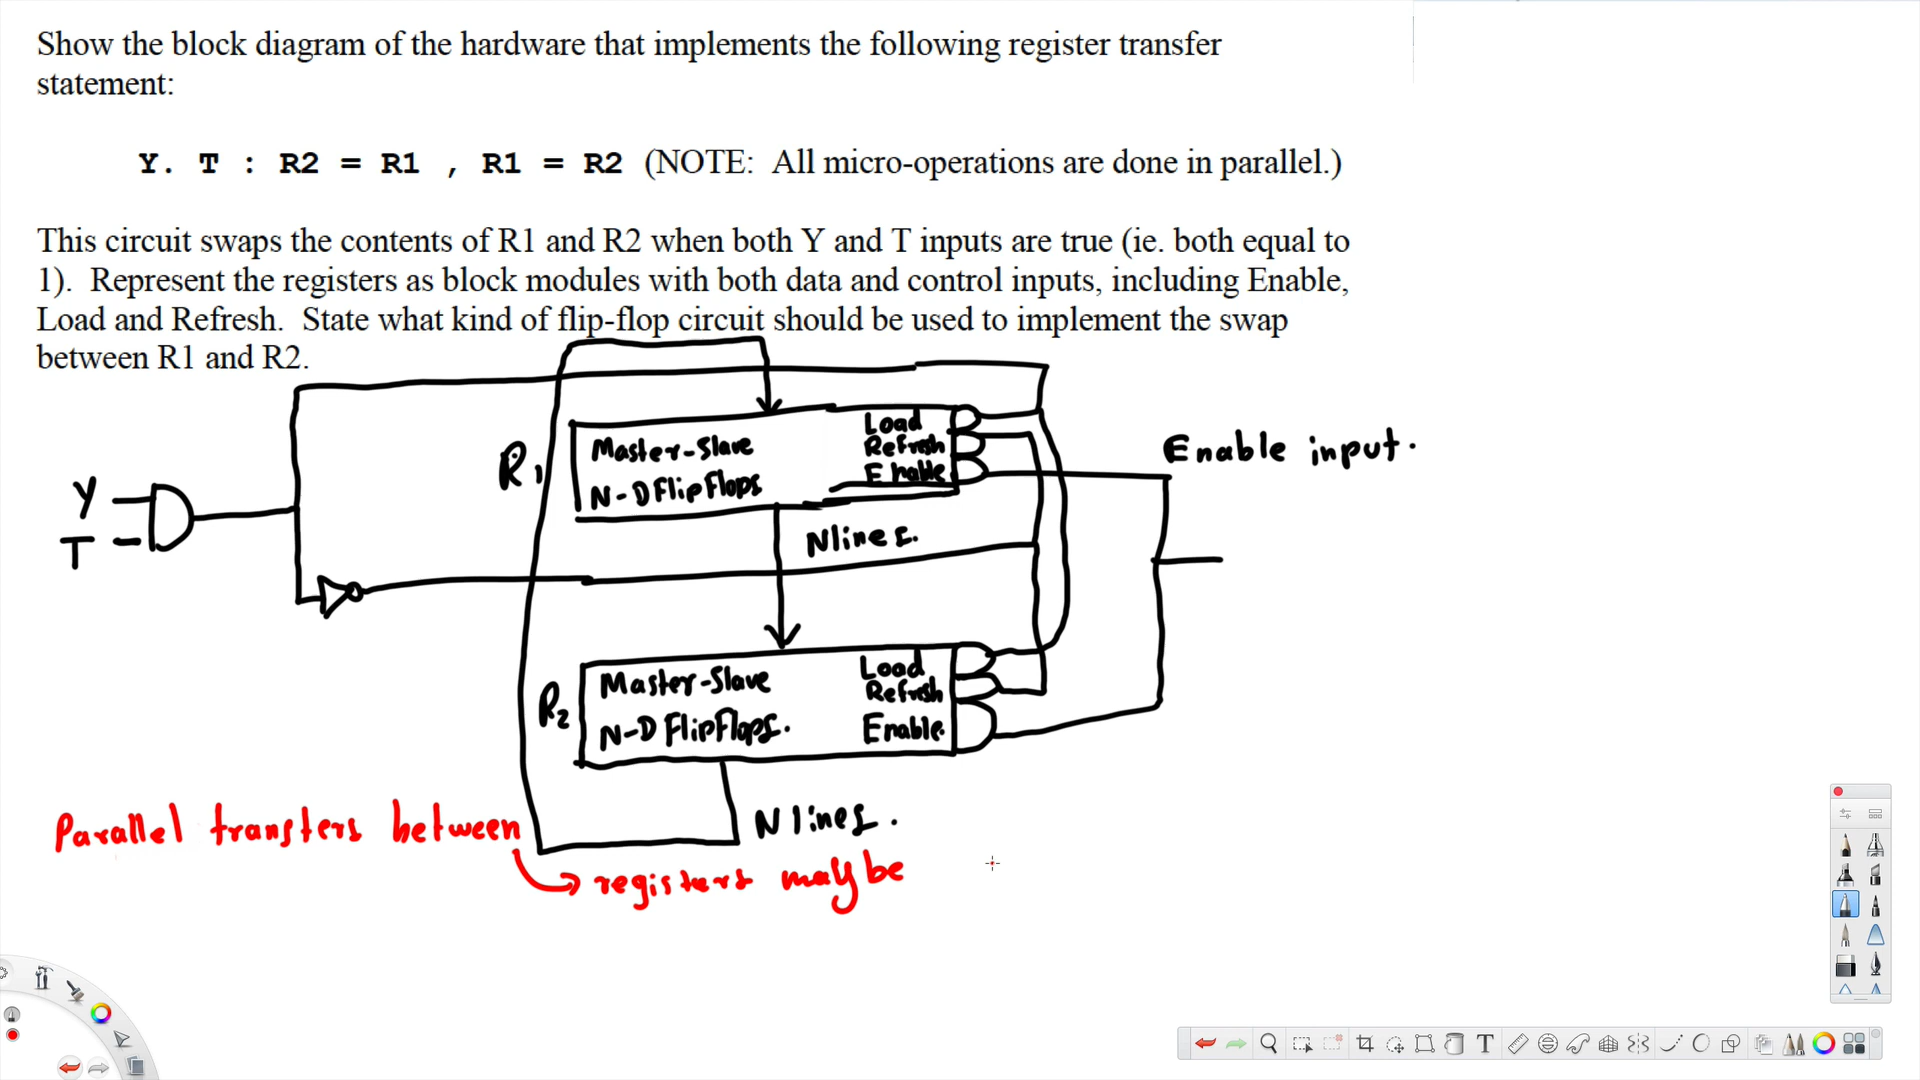 Show the block diagram of the hardware that implements the following register transfer
statement:
Y. T : R2 = R1 , R1 = R2 (NOTE: All micro-operations are done in parallel.)
This circuit swaps the contents of R1 and R2 when both Y and T inputs are true (ie. both equal to
1). Represent the registers as block modules with both data and control inputs, including Enable,
Load and Refresh. State what kind of flip-flop circuit should be used to implement the swap
between R1 and R2.
R1
Master-Slave
N-D FlipFlops
Load
Refresh
Enable
Enable input.
Y
T
N lines.
R2
Master-Slave
N-D FlipFlops.
Load
Refresh
Enable.
N lines.
Parallel transfers between
registers may be
T